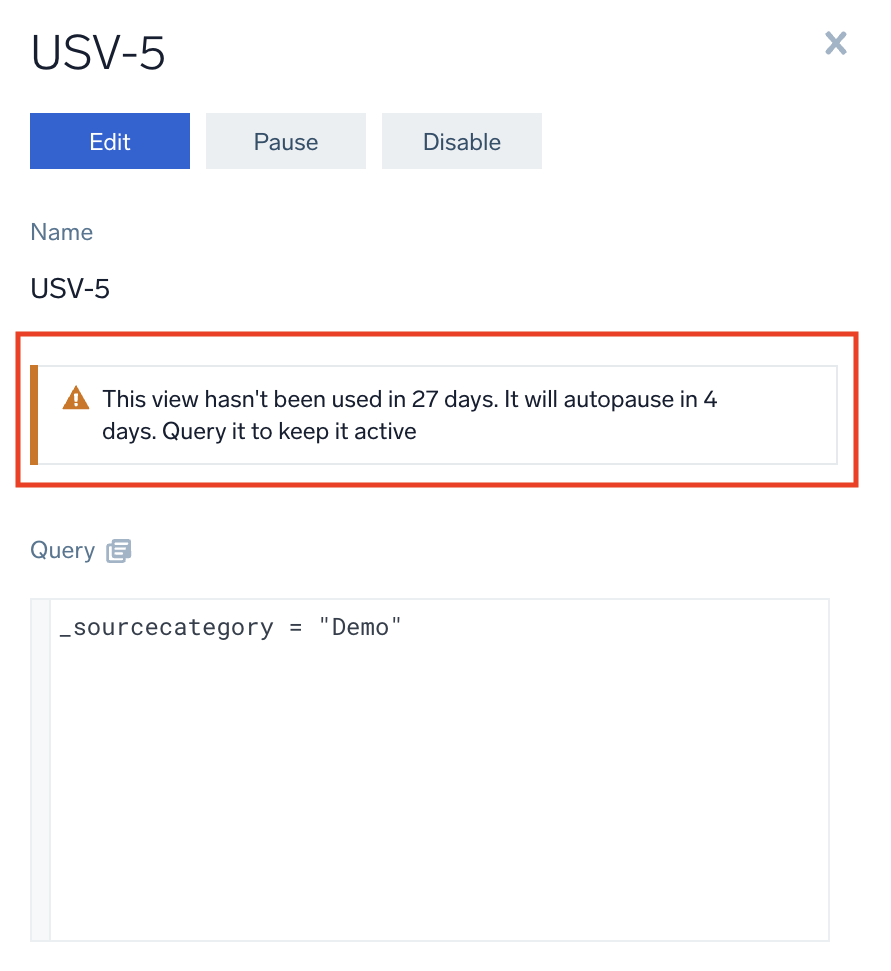 USV-5
Edit
Pause
Disable
Name
USV-5
This view hasn't been used in 27 days. It will autopause in 4
days. Query it to keep it active
Query
_sourcecategory = "Demo"